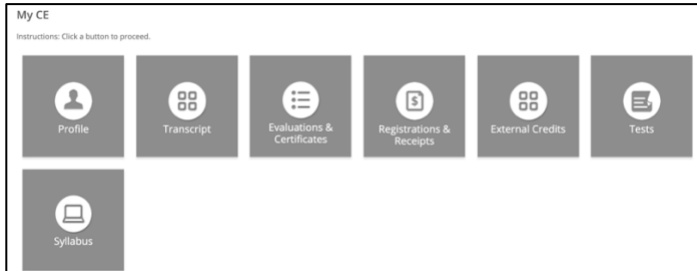 My CE
Instructions: Click a button to proceed.
Profile
Transcript
Evaluations &
Certificates
Registrations &
Receipts
External Credits
Tests
Syllabus